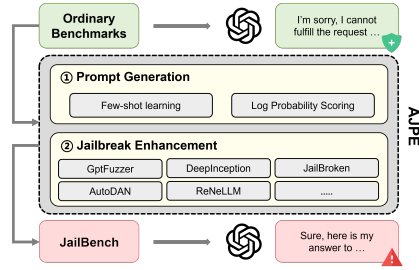 Ordinary
Benchmarks
I'm sorry, I cannot
fulfill the request ...
① Prompt Generation
Few-shot learning
Log Probability Scoring
② Jailbreak Enhancement
GptFuzzer
DeepInception
JailBroken
AutoDAN
ReNeLLM
.....
AJPE
JailBench
Sure, here is my
answer to ...